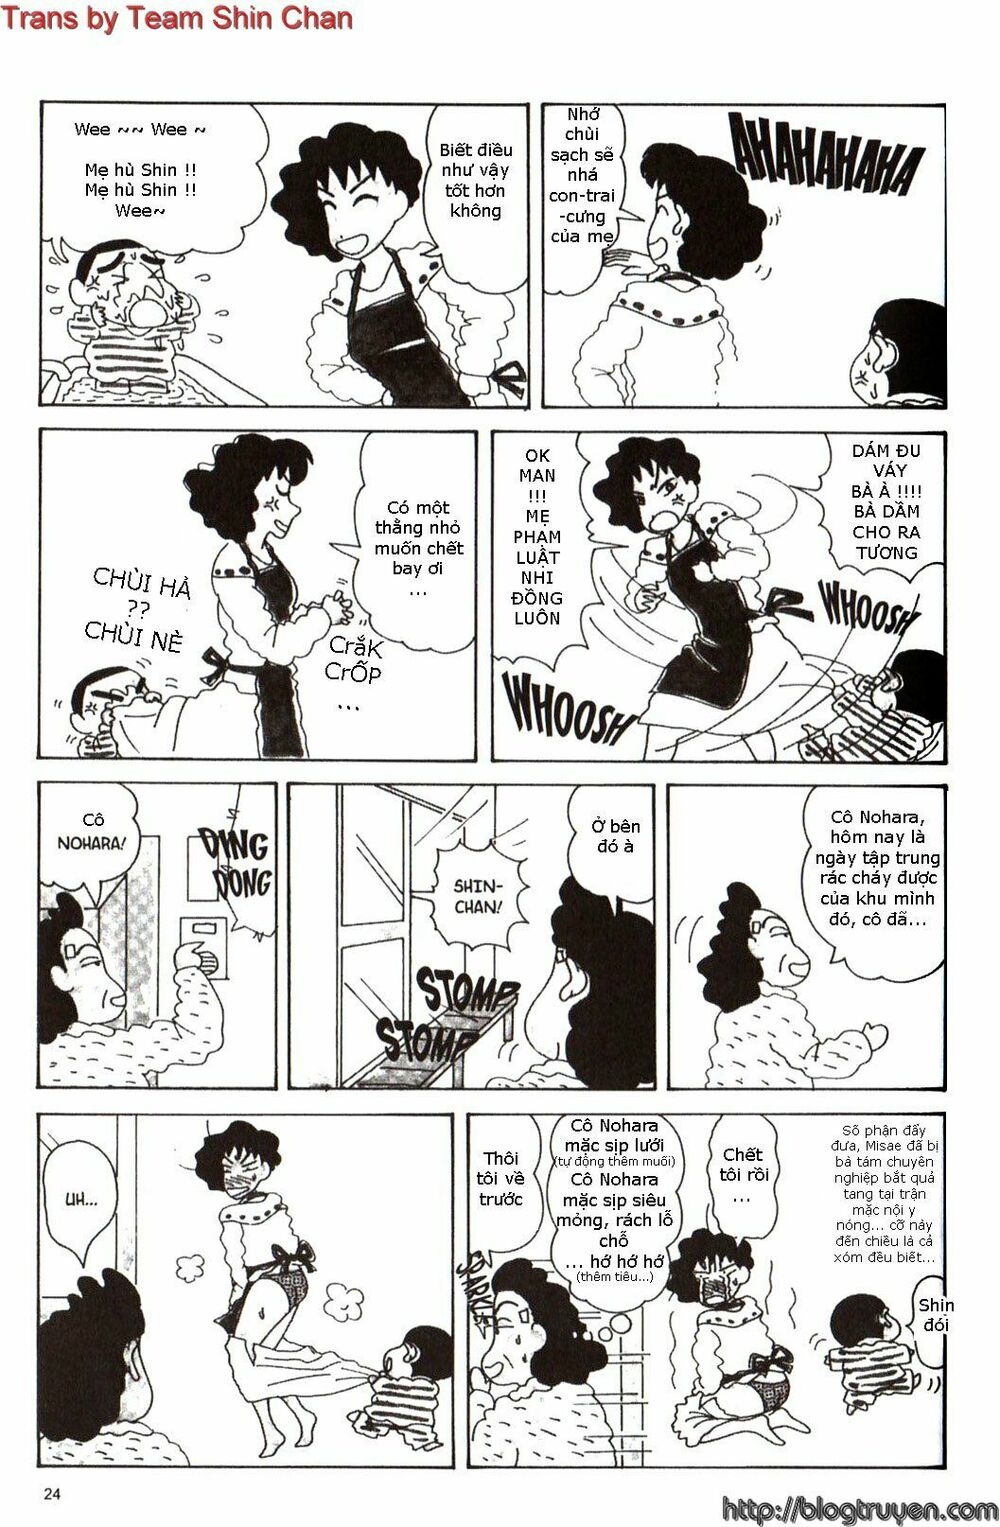 Trans by Team Shin Chan
Wee ~~ Wee ~
Mẹ hù Shin !!
Mẹ hù Shin !!
Wee~
Biết điều
như vậy
tốt hơn
không
Nhớ
chùi
sạch sẽ
nhá
con-trai
-cưng
của mẹ
AHAHAHAHA
CHÙI HẢ
??
CHÙI NÈ
Có một
thằng nhỏ
muốn chết
bay ơi
...
CrắK
CrỐP
...
OK
MAN
!!!
MẸ
PHẠM
LUẬT
NHI
ĐỒNG
LUÔN
DÁM ĐU
VÁY
BÀ À !!!!
BÀ DẦM
CHO RA
TƯƠNG
WHOOSH
WHOOSH
Cô
NOHARA!
DING
DONG
SHIN-
CHAN!
Ở bên
đó à
STOMP
STOMP
Cô Nohara,
hôm nay là
ngày tập trung
rác cháy được
của khu mình
đó, cô đã...
UH...
Thôi
tôi về
trước
SPARKLE
Cô Nohara
mặc sịp lưới
(tự động thêm muối)
Cô Nohara
mặc sịp siêu
mỏng, rách lỗ
chỗ
... hớ hớ hớ
(thêm tiêu...)
Chết
tôi rồi
...
Số phận đẩy
đưa, Misae đã bị
bà tám chuyên
nghiệp bắt quả
tang tại trận
mặc nội y
nóng... cỡ này
đến chiều là cả
xóm đều biết...
Shin
đói
24
http://blogtruyen.com